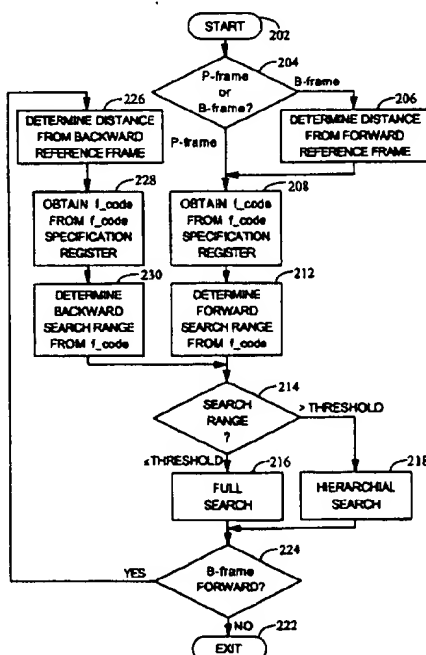 START
202
204
P-frame
or
B-frame?
B-frame
P-frame
226
DETERMINE DISTANCE
FROM BACKWARD
REFERENCE FRAME
206
DETERMINE DISTANCE
FROM FORWARD
REFERENCE FRAME
228
OBTAIN f_code
FROM f_code
SPECIFICATION
REGISTER
208
OBTAIN f_code
FROM f_code
SPECIFICATION
REGISTER
230
DETERMINE
BACKWARD
SEARCH RANGE
FROM f_code
212
DETERMINE
FORWARD
SEARCH RANGE
FROM f_code
214
SEARCH
RANGE
?
> THRESHOLD
≤THRESHOLD
216
FULL
SEARCH
218
HIERARCHIAL
SEARCH
224
B-frame
FORWARD?
YES
NO
222
EXIT